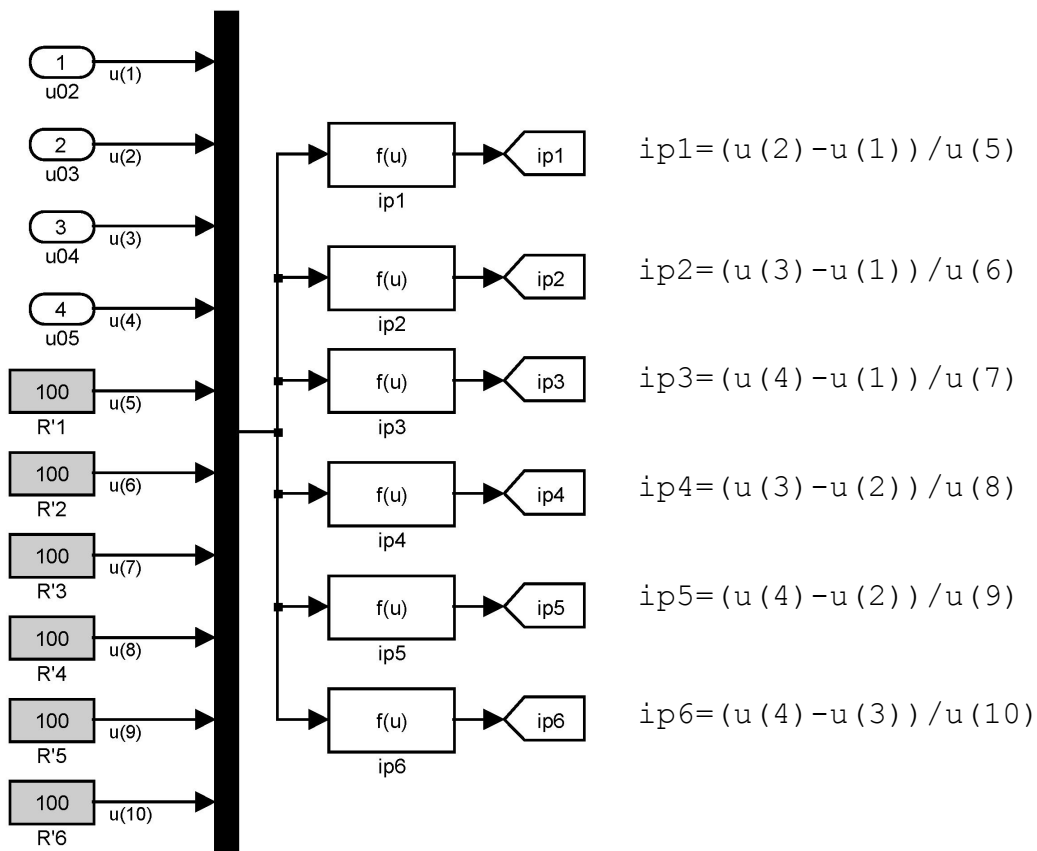 1
u(1)
u02
2
u(2)
u03
3
u(3)
u04
4
u(4)
u05
100
u(5)
R'1
100
u(6)
R'2
100
u(7)
R'3
100
u(8)
R'4
100
u(9)
R'5
100
u(10)
R'6
f(u)
ip1
ip1
ip1=(u(2)-u(1))/u(5)
f(u)
ip2
ip2
ip2=(u(3)-u(1))/u(6)
f(u)
ip3
ip3
ip3=(u(4)-u(1))/u(7)
f(u)
ip4
ip4
ip4=(u(3)-u(2))/u(8)
f(u)
ip5
ip5
ip5=(u(4)-u(2))/u(9)
f(u)
ip6
ip6
ip6=(u(4)-u(3))/u(10)